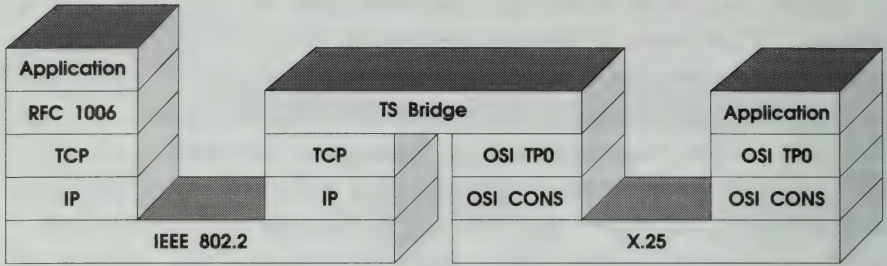 Application
RFC 1006
TS Bridge
Application
TCP
TCP
OSI TP0
OSI TP0
IP
IP
OSI CONS
OSI CONS
IEEE 802.2
X.25